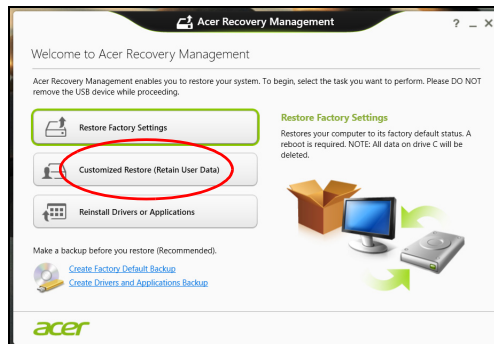 Acer Recovery Management
? _ X
Welcome to Acer Recovery Management
Acer Recovery Management enables you to restore your system. To begin, select the task you want to perform. Please DO NOT
remove the USB device while proceeding.
Restore Factory Settings
Customized Restore (Retain User Data)
Reinstall Drivers or Applications
Restore Factory Settings
Restores your computer to its factory default status. A
reboot is required. NOTE: All data on drive C will be
deleted.
Make a backup before you restore (Recommended).
Create Factory Default Backup
Create Drivers and Applications Backup
acer